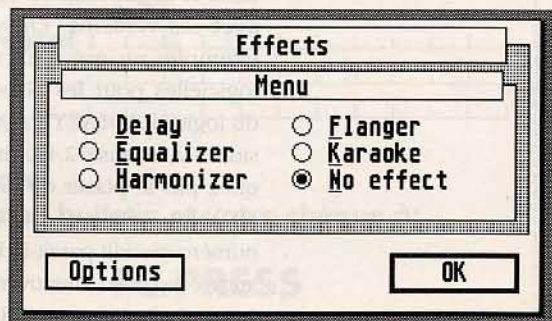 Effects
Menu
Delay Flanger
Equalizer Karaoke
Harmonizer No effect
Options OK